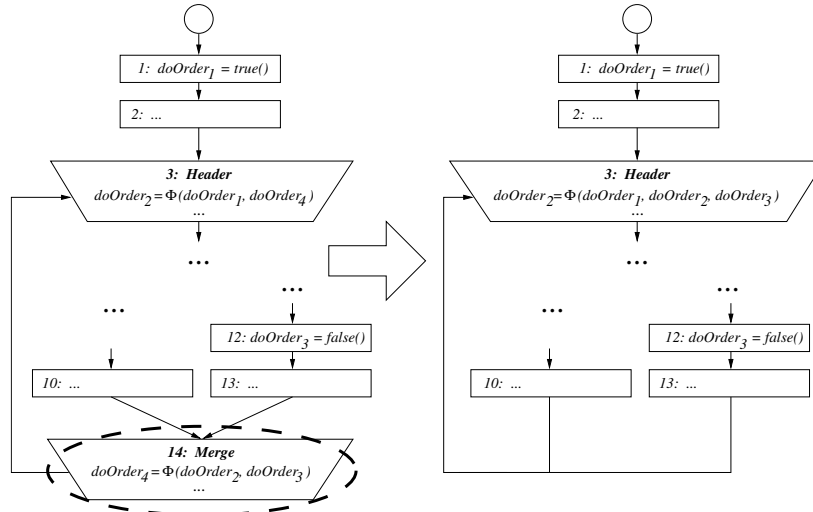 1: doOrder1 = true()
2: ...
3: Header
doOrder2 = Φ(doOrder1, doOrder4)
...
...
...
...
12: doOrder3 = false()
10: ...
13: ...
14: Merge
doOrder4 = Φ(doOrder2, doOrder3)
...
1: doOrder1 = true()
2: ...
3: Header
doOrder2 = Φ(doOrder1, doOrder2, doOrder3)
...
...
...
...
12: doOrder3 = false()
10: ...
13: ...